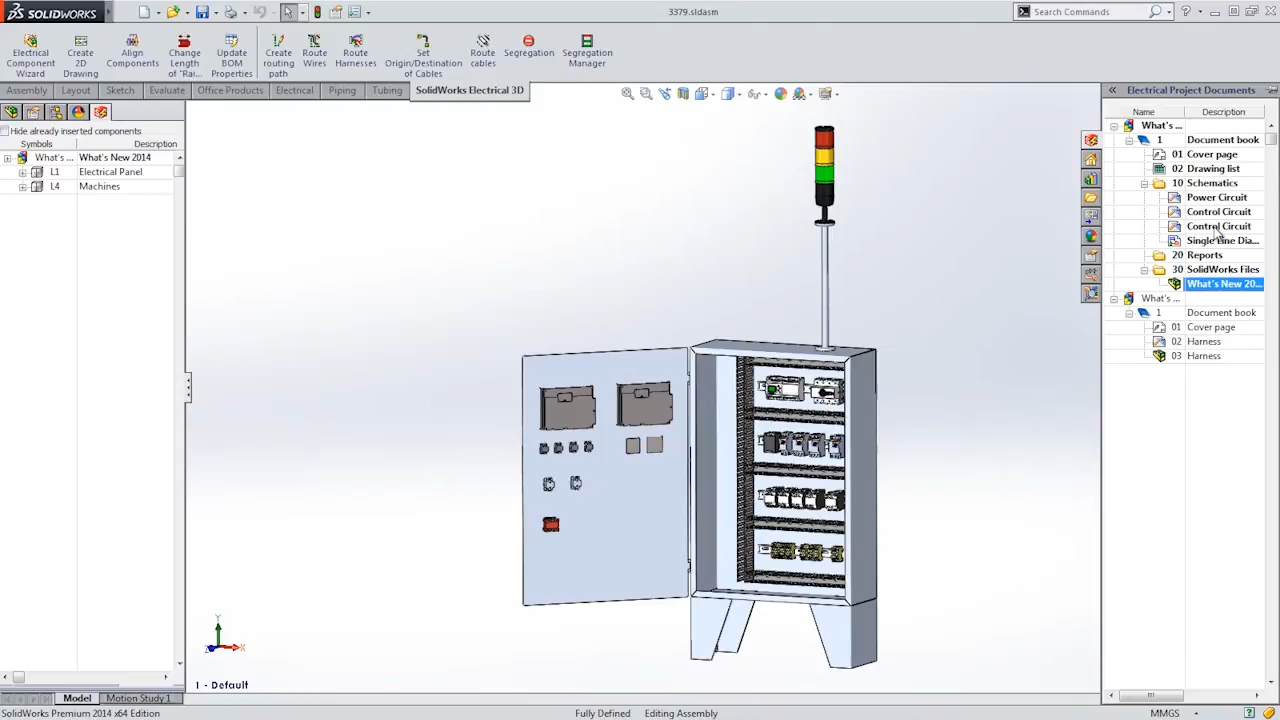 SOLIDWORKS
3379.sldasm
Search Commands
Electrical Component Wizard
Create 2D Drawing
Align Components
Change Length of "Rai...
Update BOM Properties
Create routing path
Route Wires
Route Harnesses
Set Origin/Destination of Cables
Route cables
Segregation
Segregation Manager
Assembly
Layout
Sketch
Evaluate
Office Products
Electrical
Piping
Tubing
SolidWorks Electrical 3D
Hide already inserted components
Symbols
Description
What's ...
What's New 2014
L1
Electrical Panel
L4
Machines
Electrical Project Documents
Name
Description
What's ...
1 Document book
01 Cover page
02 Drawing list
10 Schematics
Power Circuit
Control Circuit
Control Circuit
Single Line Dia...
20 Reports
30 SolidWorks Files
What's New 20...
What's ...
1 Document book
01 Cover page
02 Harness
03 Harness
Y
X
Z
1 - Default
Model
Motion Study 1
SolidWorks Premium 2014 x64 Edition
Fully Defined
Editing Assembly
MMGS